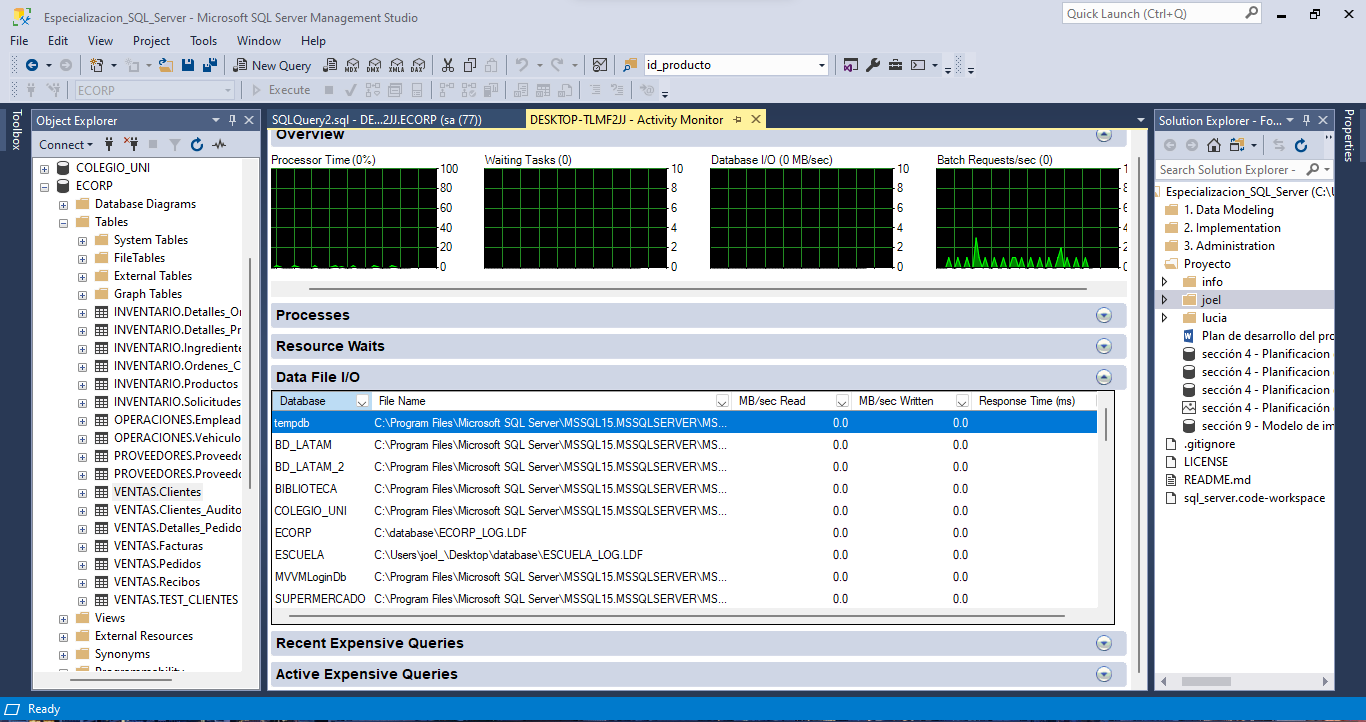 Especializacion_SQL_Server - Microsoft SQL Server Management Studio
Quick Launch (Ctrl+Q)
File Edit View Project Tools Window Help
New Query
MDX DMX XMLA DAX
id_producto
ECORP
Execute
Toolbox
Object Explorer
Connect
COLEGIO_UNI
ECORP
Database Diagrams
Tables
System Tables
FileTables
External Tables
Graph Tables
INVENTARIO.Detalles_Or
INVENTARIO.Detalles_Pr
INVENTARIO.Ingrediente
INVENTARIO.Ordenes_C
INVENTARIO.Productos
INVENTARIO.Solicitudes
OPERACIONES.Emplead
OPERACIONES.Vehiculo
PROVEEDORES.Proveedo
PROVEEDORES.Proveedo
VENTAS.Clientes
VENTAS.Clientes_Audito
VENTAS.Detalles_Pedido
VENTAS.Facturas
VENTAS.Pedidos
VENTAS.Recibos
VENTAS.TEST_CLIENTES
Views
External Resources
Synonyms
Programmability
SQLQuery2.sql - DE...2JJ.ECORP (sa (77))
DESKTOP-TLMF2JJ - Activity Monitor
Overview
Processor Time (0%)
100
80
60
40
20
0
Waiting Tasks (0)
10
8
6
4
2
0
Database I/O (0 MB/sec)
10
8
6
4
2
0
Batch Requests/sec (0)
1
8
6
4
2
0
Processes
Resource Waits
Data File I/O
Database File Name MB/sec Read MB/sec Written Response Time (ms)
tempdb C:\Program Files\Microsoft SQL Server\MSSQL15.MSSQLSERVER\MS... 0.0 0.0
BD_LATAM C:\Program Files\Microsoft SQL Server\MSSQL15.MSSQLSERVER\MS... 0.0 0.0
BD_LATAM_2 C:\Program Files\Microsoft SQL Server\MSSQL15.MSSQLSERVER\MS... 0.0 0.0
BIBLIOTECA C:\Program Files\Microsoft SQL Server\MSSQL15.MSSQLSERVER\MS... 0.0 0.0
COLEGIO_UNI C:\Program Files\Microsoft SQL Server\MSSQL15.MSSQLSERVER\MS... 0.0 0.0
ECORP C:\database\ECORP_LOG.LDF 0.0 0.0
ESCUELA C:\Users\joel_\Desktop\database\ESCUELA_LOG.LDF 0.0 0.0
MVVMLoginDb C:\Program Files\Microsoft SQL Server\MSSQL15.MSSQLSERVER\MS... 0.0 0.0
SUPERMERCADO C:\Program Files\Microsoft SQL Server\MSSQL15.MSSQLSERVER\MS... 0.0 0.0
Recent Expensive Queries
Active Expensive Queries
Solution Explorer - Fo...
Search Solution Explorer -
Especializacion_SQL_Server (C:\U
1. Data Modeling
2. Implementation
3. Administration
Proyecto
info
joel
lucia
Plan de desarrollo del pro
sección 4 - Planificacion
sección 4 - Planificacion
sección 4 - Planificacion
sección 4 - Planificación
sección 9 - Modelo de im
.gitignore
LICENSE
README.md
sql_server.code-workspace
Properties
Ready